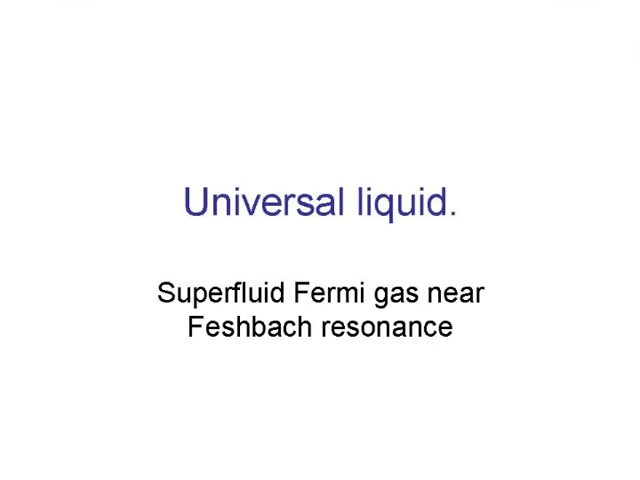 Universal liquid.
Superfluid Fermi gas near
Feshbach resonance